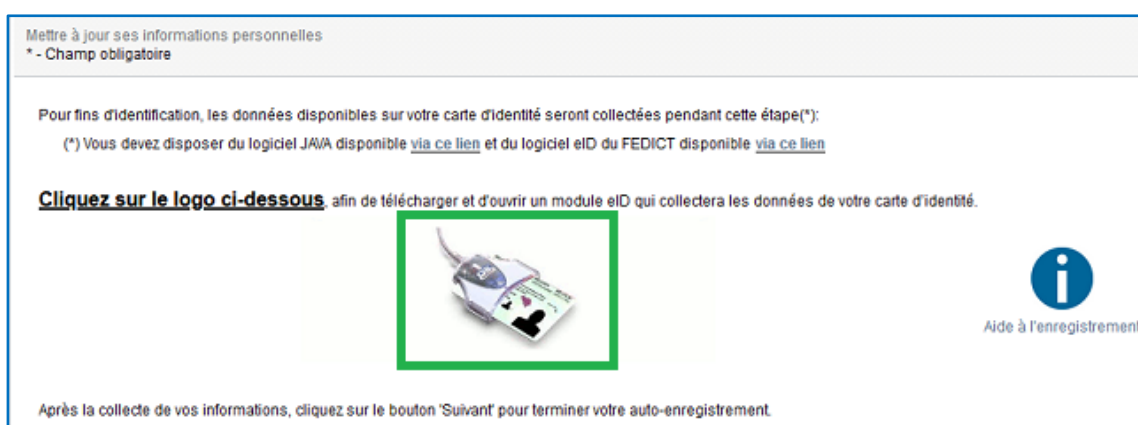 Mettre à jour ses informations personnelles
* - Champ obligatoire
Pour fins d'identification, les données disponibles sur votre carte d'identité seront collectées pendant cette étape(*):
(*) Vous devez disposer du logiciel JAVA disponible via ce lien et du logiciel eID du FEDICT disponible via ce lien
Cliquez sur le logo ci-dessous, afin de télécharger et d'ouvrir un module eID qui collectera les données de votre carte d'identité.
Aide à l'enregistrement
Après la collecte de vos informations, cliquez sur le bouton 'Suivant' pour terminer votre auto-enregistrement.